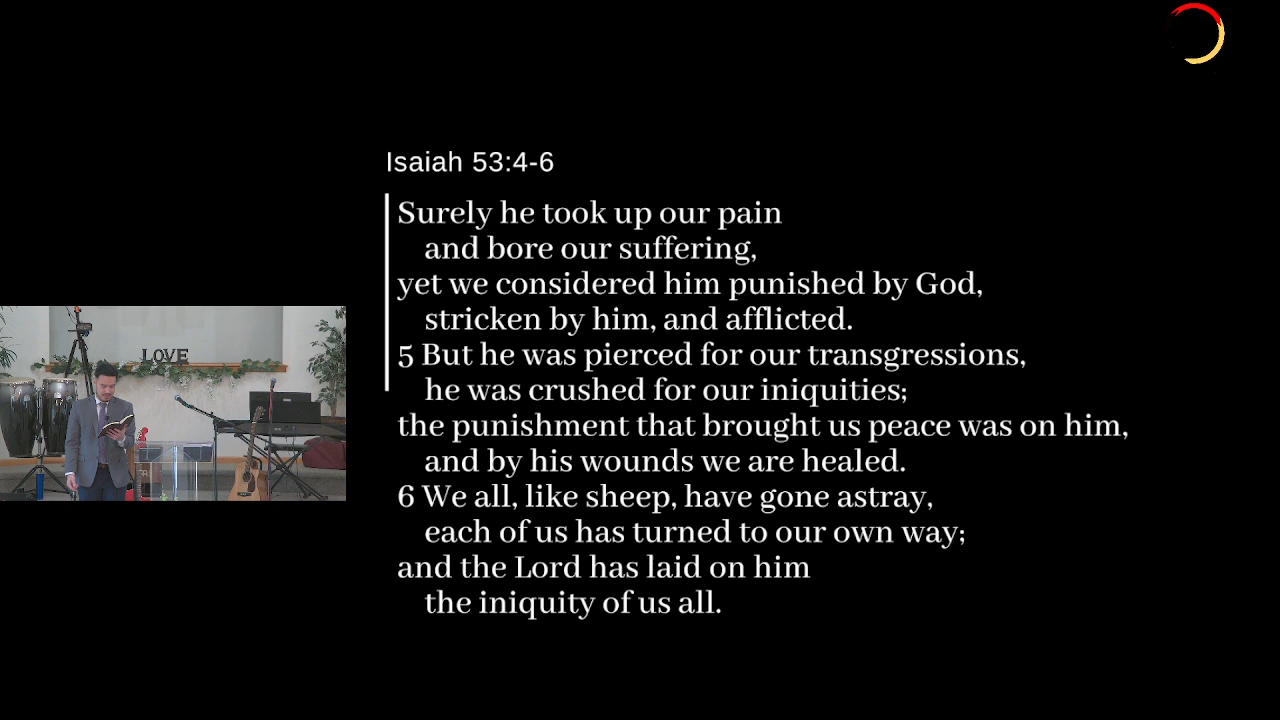 Isaiah 53:4-6
Surely he took up our pain
and bore our suffering,
yet we considered him punished by God,
stricken by him, and afflicted.
5 But he was pierced for our transgressions,
he was crushed for our iniquities;
the punishment that brought us peace was on him,
and by his wounds we are healed.
6 We all, like sheep, have gone astray,
each of us has turned to our own way;
and the Lord has laid on him
the iniquity of us all.
LOVE